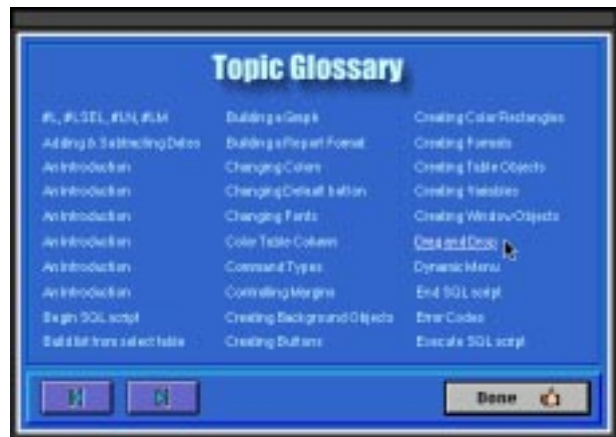 Topic Glossary
#L, #LSEL, #LN, #LM
Adding & Subtracting Dates
An Introduction
An Introduction
An Introduction
An Introduction
An Introduction
An Introduction
Begin SQL script
Build list from select table
Building a Graph
Building a Report Format
Changing Colors
Changing Default button
Changing Fonts
Color Table Column
Command Types
Controlling Margins
Creating Background Objects
Creating Buttons
Creating Color Rectangles
Creating Formats
Creating Table Objects
Creating Variables
Creating Window Objects
Drag and Drop
Dynamic Menu
End SQL script
Error Codes
Execute SQL script
Done